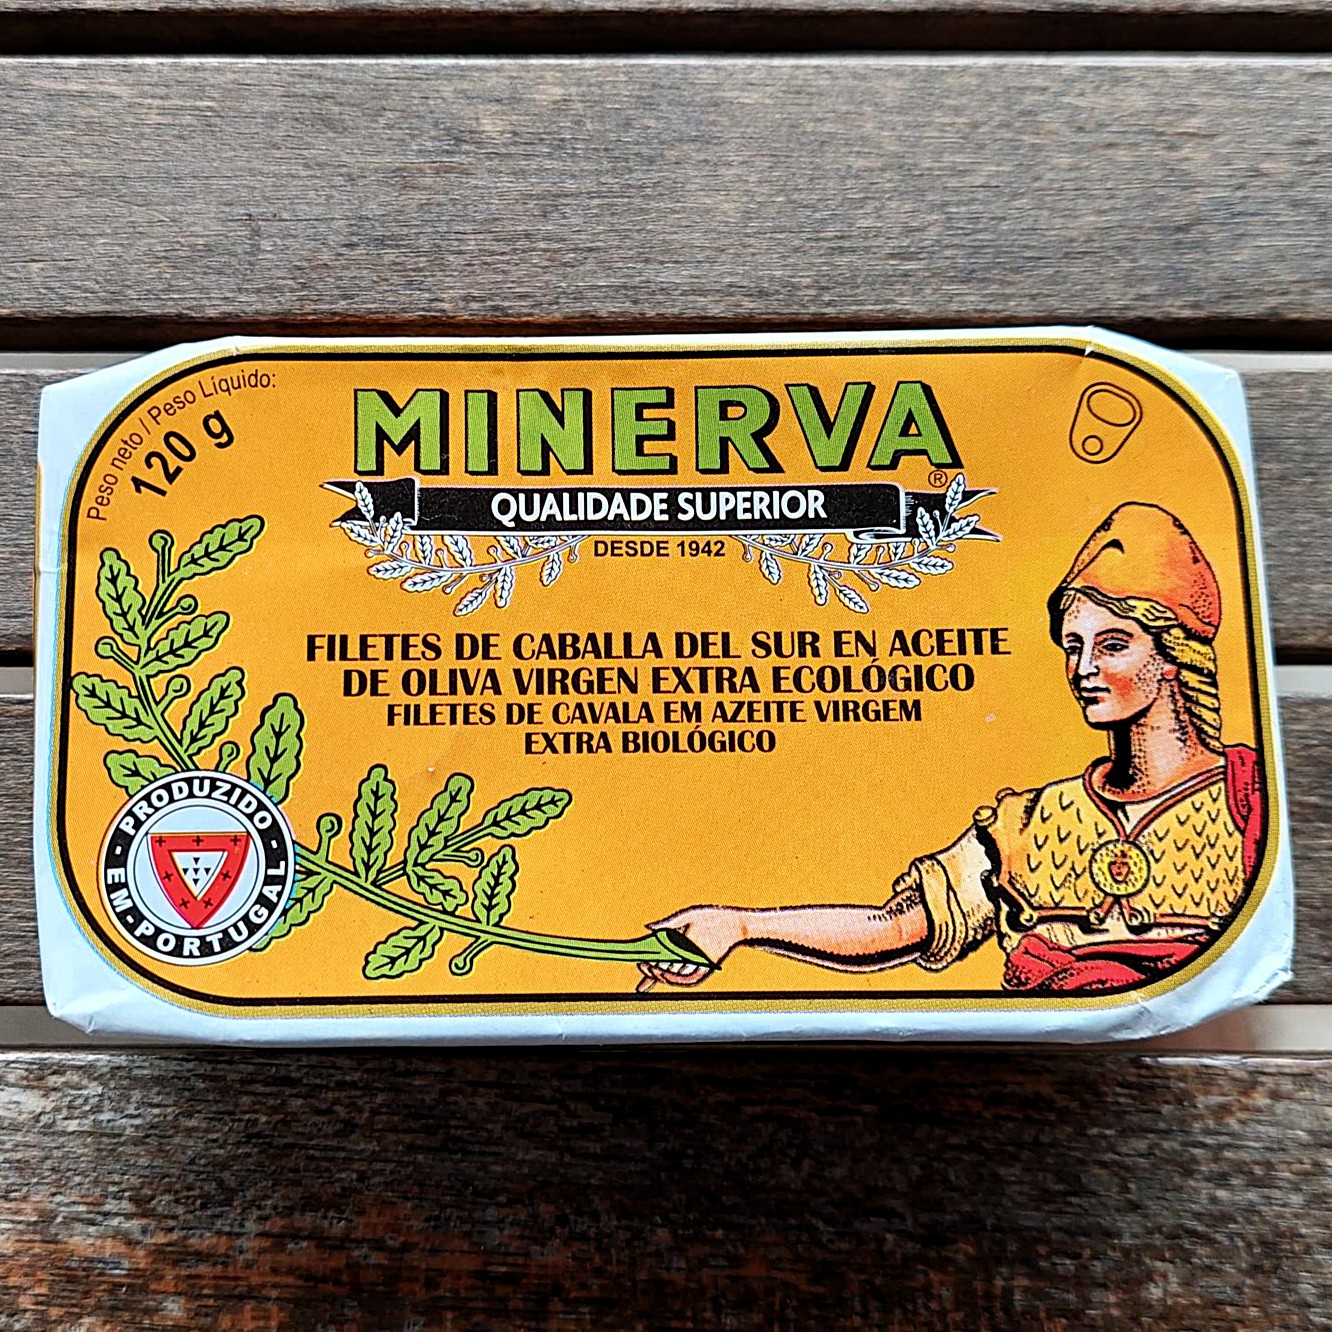 Peso neto / Peso Líquido:
120 g
MINERVA
®
QUALIDADE SUPERIOR
DESDE 1942
FILETES DE CABALLA DEL SUR EN ACEITE
DE OLIVA VIRGEN EXTRA ECOLÓGICO
FILETES DE CAVALA EM AZEITE VIRGEM
EXTRA BIOLÓGICO
PRODUZIDO · EM · PORTUGAL ·